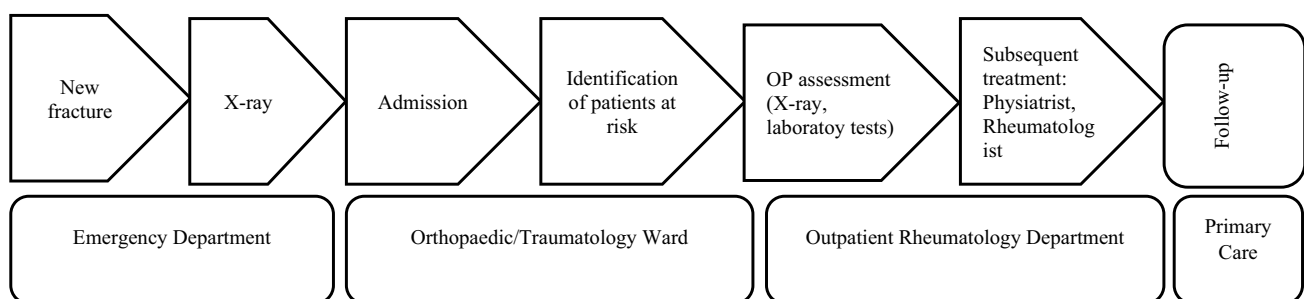 New
fracture
X-ray
Admission
Identification
of patients at
risk
OP assessment
(X-ray,
laboratoy tests)
Subsequent
treatment:
Physiatrist,
Rheumatolog
ist
Follow-up
Emergency Department
Orthopaedic/Traumatology Ward
Outpatient Rheumatology Department
Primary
Care